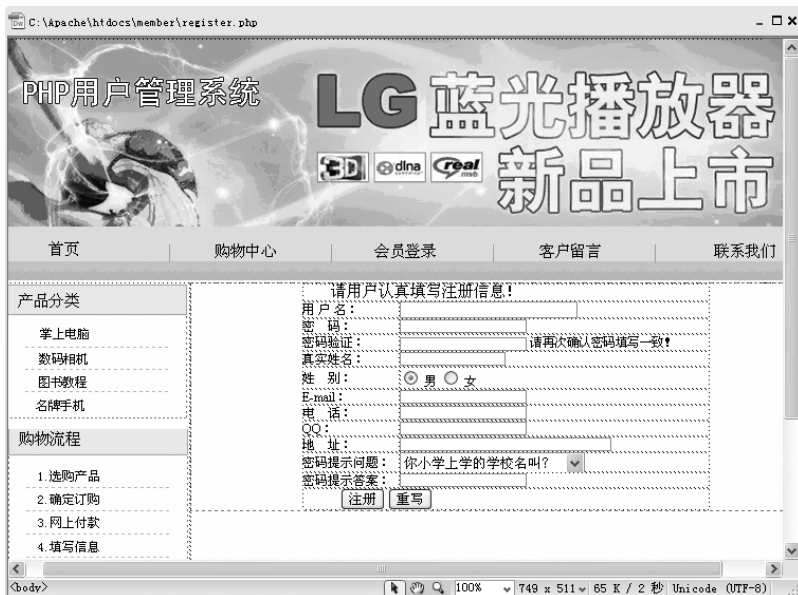 C:\Apache\htdocs\member\register.php
PHP用户管理系统
LG 蓝光播放器
3D dlna CERTIFIED real rmvb
新品上市
首页 购物中心 会员登录 客户留言 联系我们
产品分类
掌上电脑
数码相机
图书教程
名牌手机
购物流程
1.选购产品
2.确定订购
3.网上付款
4.填写信息
请用户认真填写注册信息!
用 户 名:
密 码:
密码验证: 请再次确认密码填写一致!
真实姓名:
姓 别: 男 女
E-mail:
电 话:
QQ:
地 址:
密码提示问题: 你小学上学的学校名叫?
密码提示答案:
注册 重写
<body> 100% 749 x 511 65 K / 2 秒 Unicode (UTF-8)